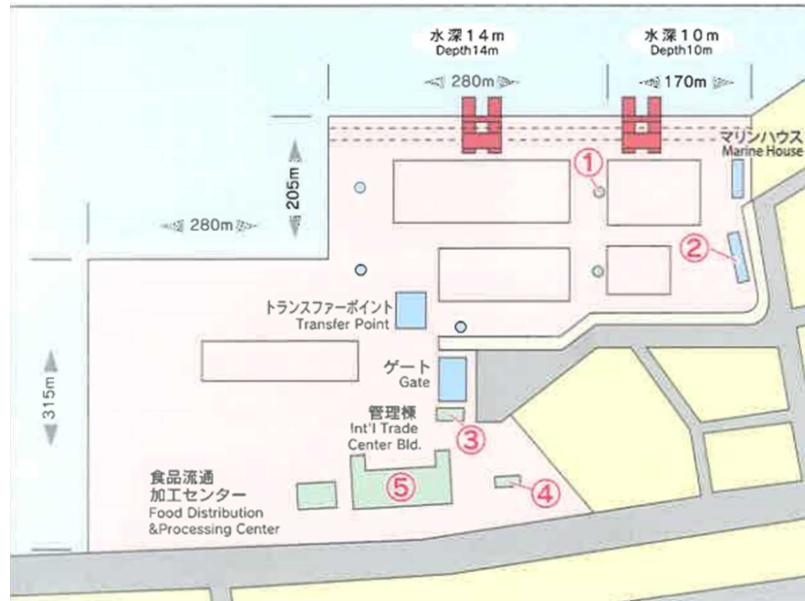 水深14m
Depth14m
280m
水深10m
Depth10m
170m
マリンハウス
Marine House
①
205m
280m
②
トランスファーポイント
Transfer Point
ゲート
Gate
315m
管理棟
Int'l Trade
Center Bld.
③
食品流通
加工センター
Food Distribution
&Processing Center
⑤
④